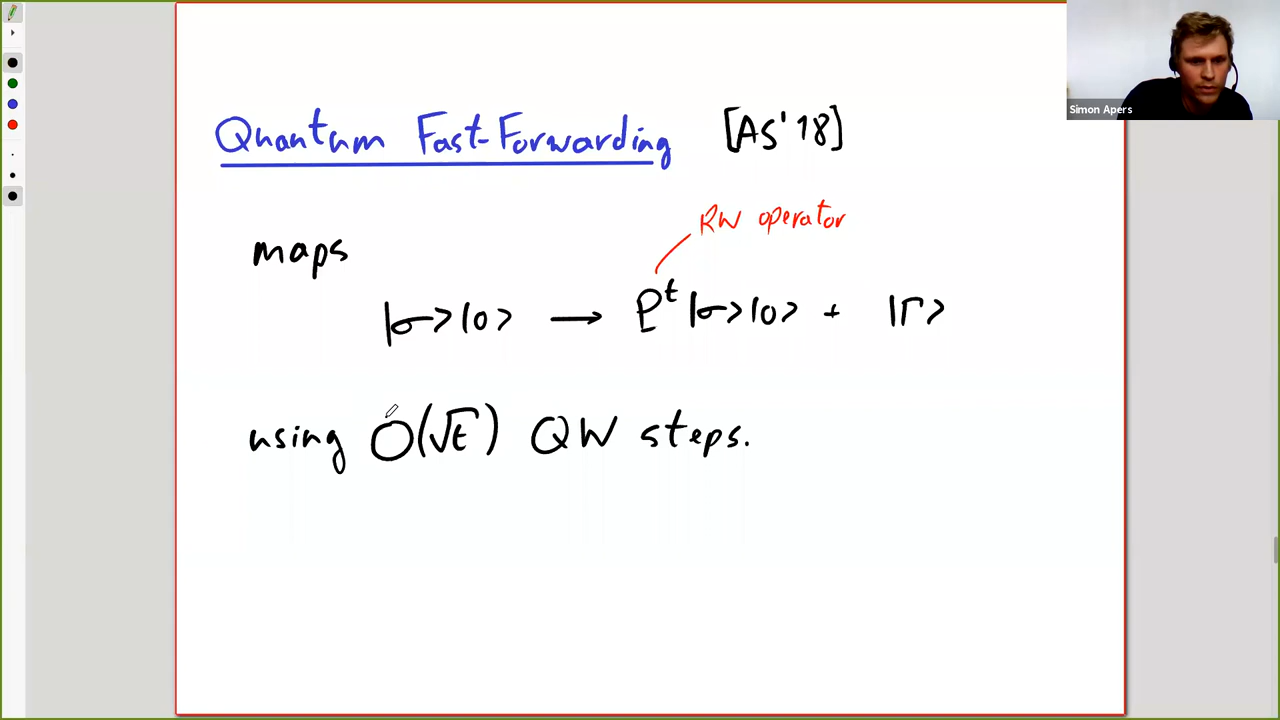 Quantum Fast-Forwarding [AS'18]
Simon Apers
RW operator
maps
|σ>|0> → P^t |σ>|0> + |Γ>
using O(√t) QW steps.